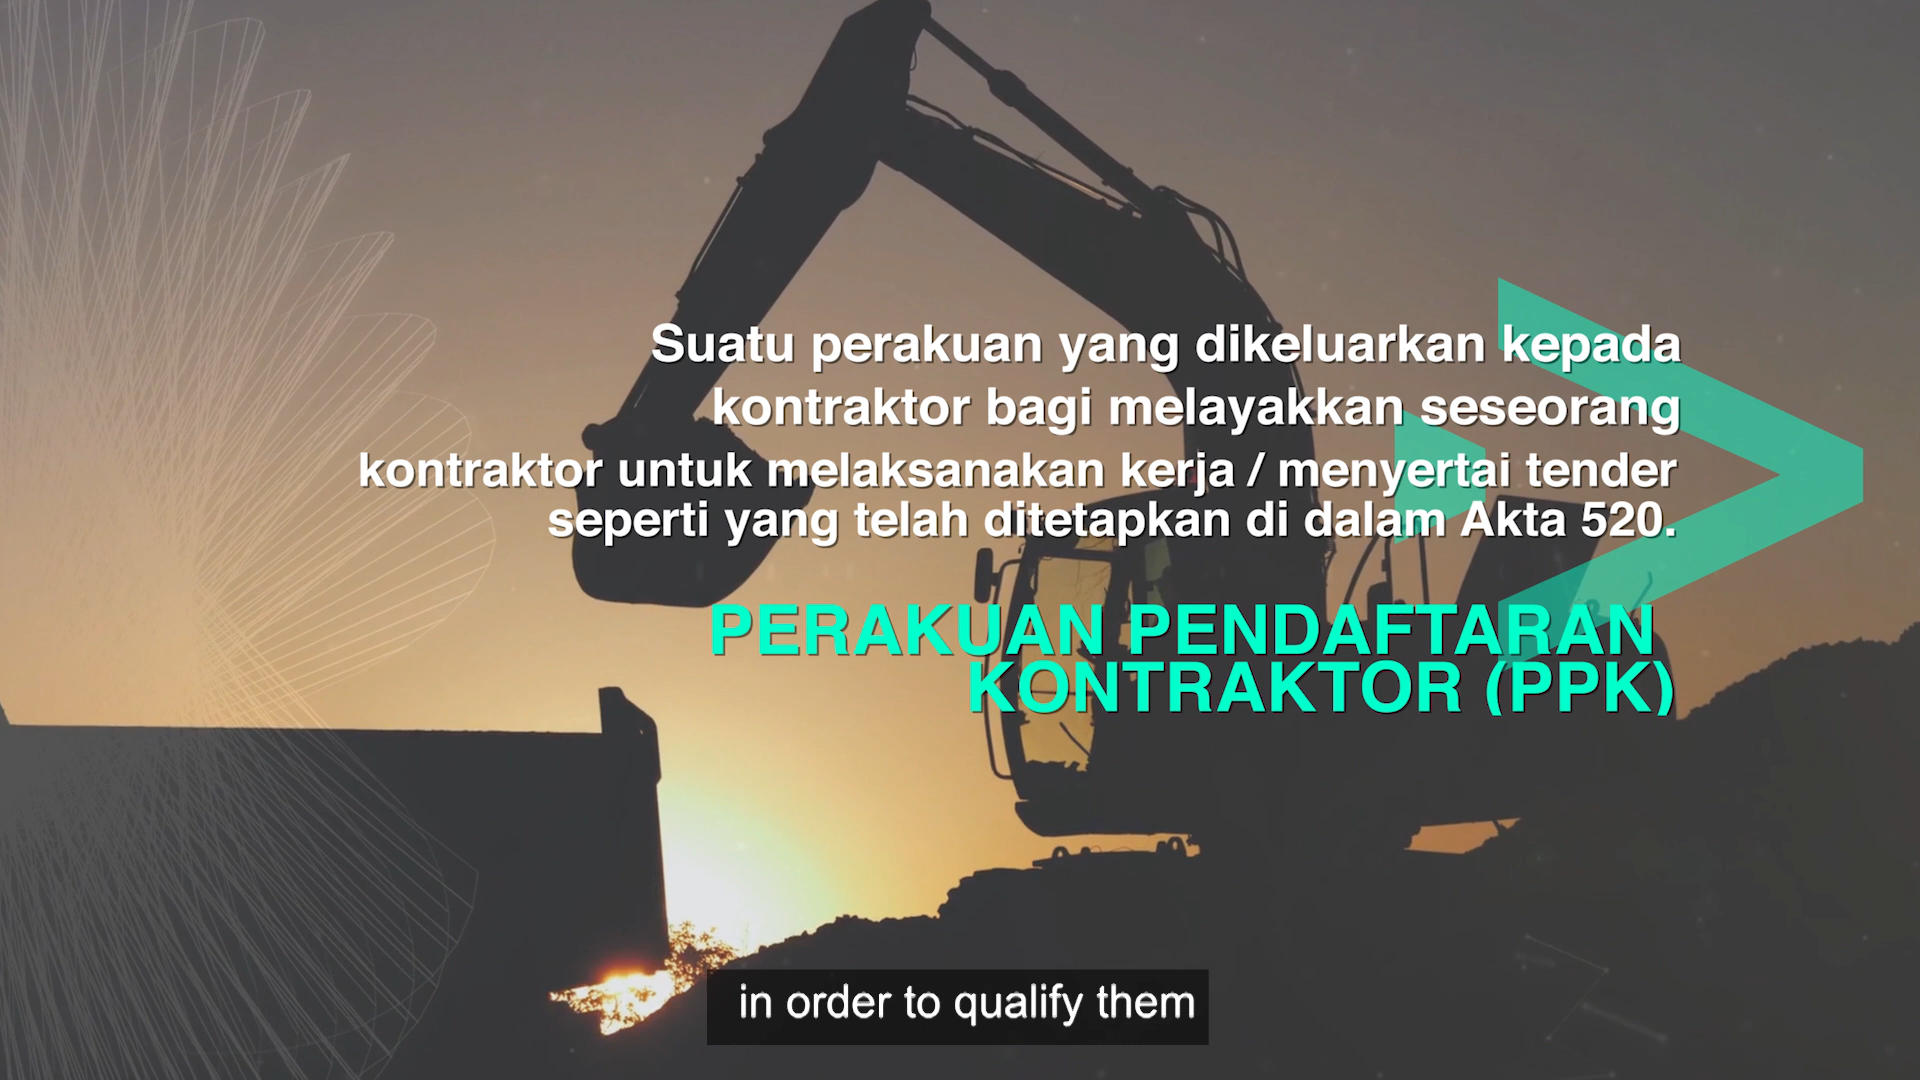 Suatu perakuan yang dikeluarkan kepada
kontraktor bagi melayakkan seseorang
kontraktor untuk melaksanakan kerja / menyertai tender
seperti yang telah ditetapkan di dalam Akta 520.
PERAKUAN PENDAFTARAN
KONTRAKTOR (PPK)
in order to qualify them